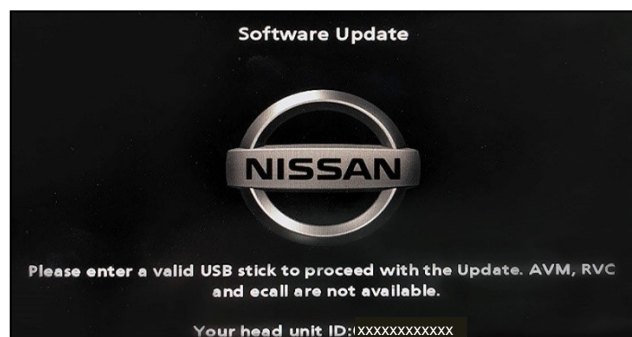 Software Update
NISSAN
Please enter a valid USB stick to proceed with the Update. AVM, RVC
and ecall are not available.
Your head unit ID:(XXXXXXXXXXXX